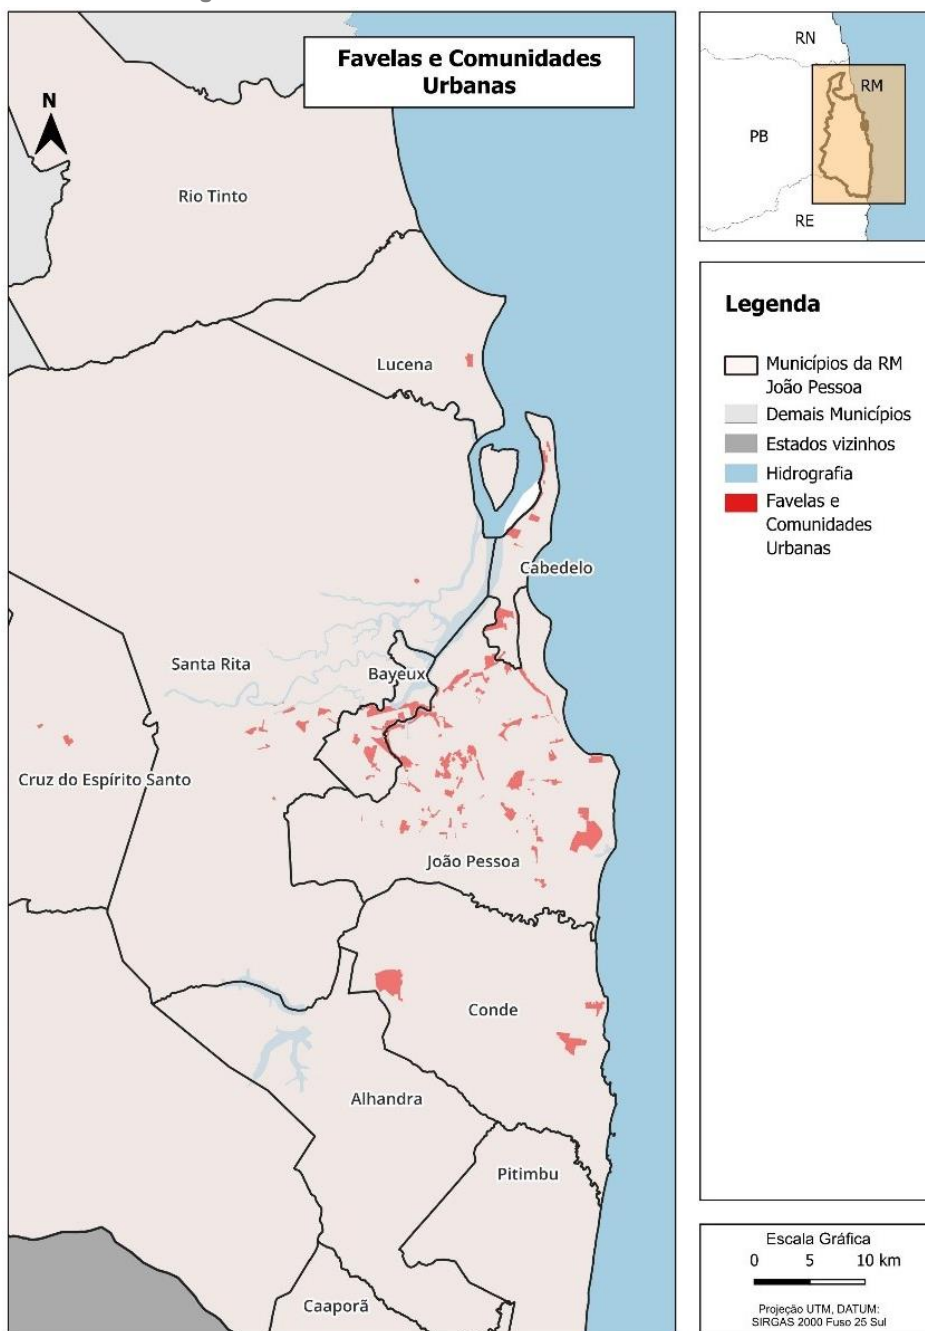 Favelas e Comunidades
Urbanas
N
Rio Tinto
Lucena
Cabedelo
Santa Rita
Bayeux
Cruz do Espírito Santo
João Pessoa
Conde
Alhandra
Pitimbu
Caaporã
RN
RM
PB
RE
Legenda
Municípios da RM
João Pessoa
Demais Municípios
Estados vizinhos
Hidrografia
Favelas e
Comunidades
Urbanas
Escala Gráfica
0 5 10 km
Projeção UTM, DATUM:
SIRGAS 2000 Fuso 25 Sul